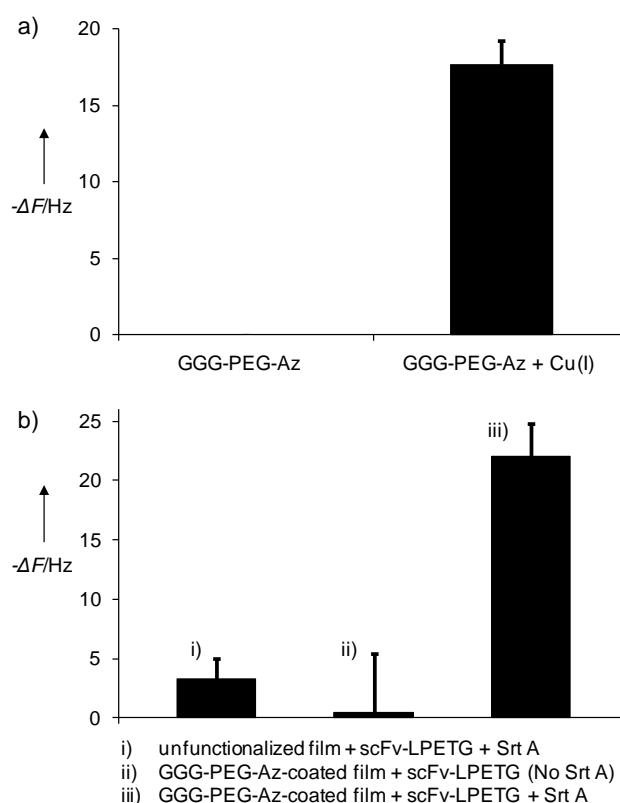 a)
20
15
10
5
0
-ΔF/Hz
GGG-PEG-Az GGG-PEG-Az + Cu(I)
b)
25
20
15
10
5
0
-ΔF/Hz
i) ii) iii)
i) unfunctionalized film + scFv-LPETG + Srt A
ii) GGG-PEG-Az-coated film + scFv-LPETG (No Srt A)
iii) GGG-PEG-Az-coated film + scFv-LPETG + Srt A